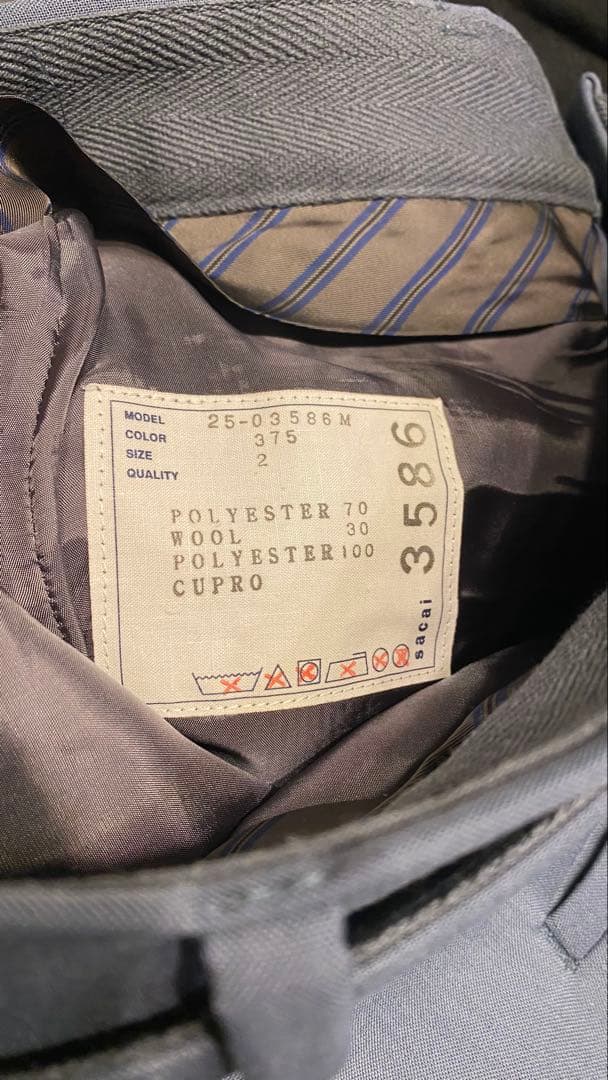 MODEL 25-03586M
COLOR 375
SIZE 2
QUALITY
POLYESTER 70
WOOL 30
POLYESTER 100
CUPRO
sacai 3586